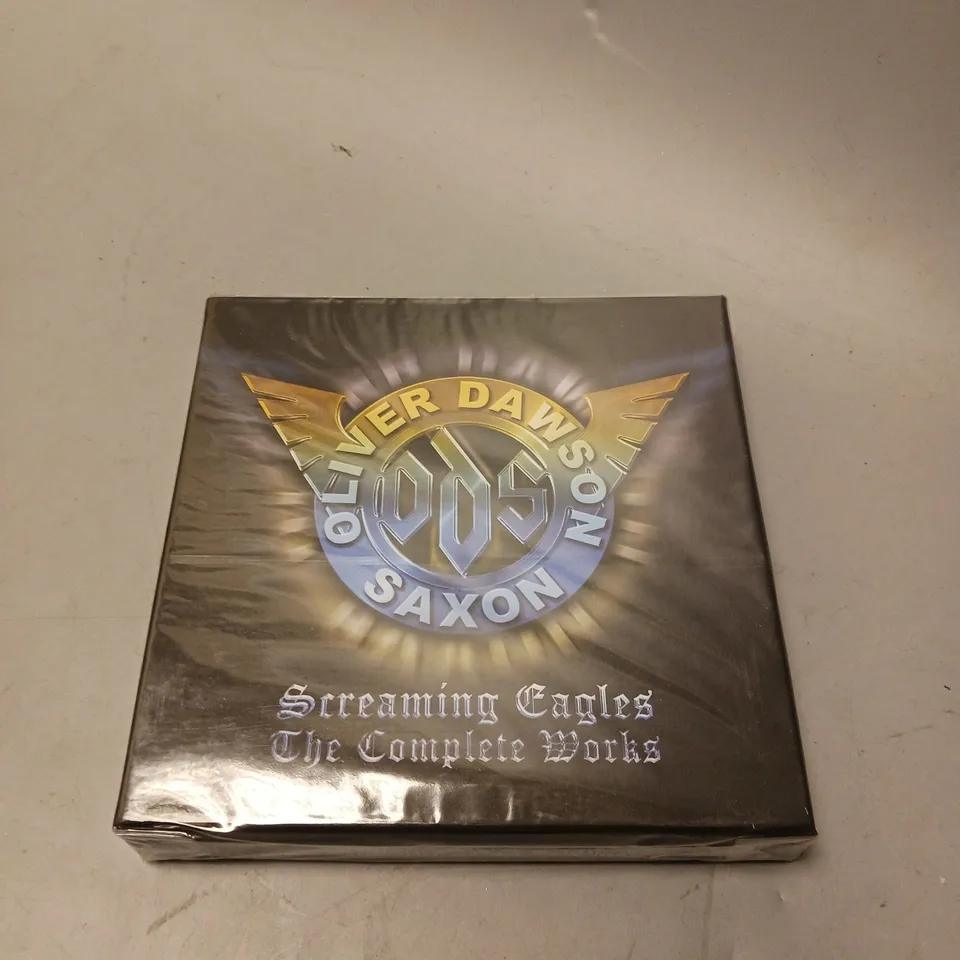 OLIVER DAWSON
SAXON
ODS
Screaming Eagles
The Complete Works